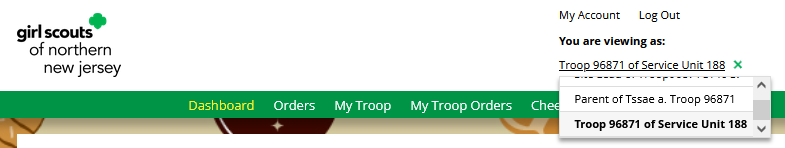 My Account Log Out
girl scouts
of northern
new jersey
You are viewing as:
Troop 96871 of Service Unit 188 ×
Parent of Tssae a. Troop 96871
Dashboard Orders My Troop My Troop Orders
Troop 96871 of Service Unit 188